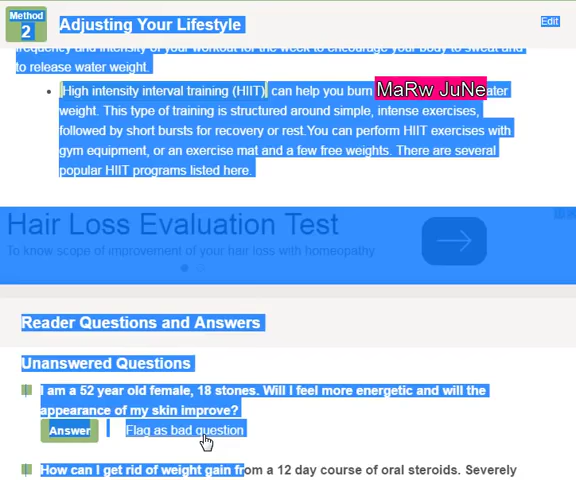 Method
2
Adjusting Your Lifestyle
Edit
frequency and intensity of your workout for the week to encourage your body to sweat and
to release water weight.
High intensity interval training (HIIT) can help you burn MaRw JuNe ater
weight. This type of training is structured around simple, intense exercises,
followed by short bursts for recovery or rest.You can perform HIIT exercises with
gym equipment, or an exercise mat and a few free weights. There are several
popular HIIT programs listed here.
Hair Loss Evaluation Test
To know scope of improvement of your hair loss with homeopathy
Reader Questions and Answers
Unanswered Questions
I am a 52 year old female, 18 stones. Will I feel more energetic and will the
appearance of my skin improve?
Answer
Flag as bad question
How can I get rid of weight gain from a 12 day course of oral steroids. Severely